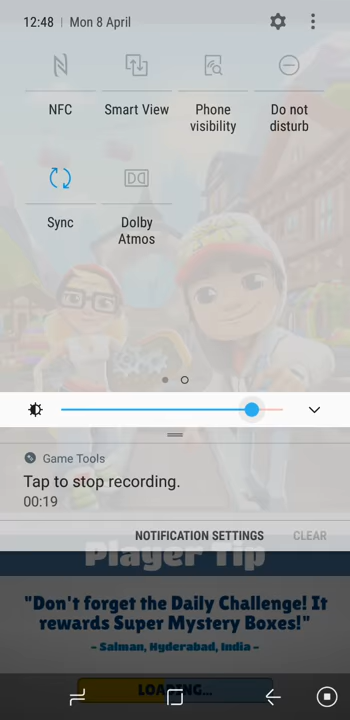 12:48 | Mon 8 April
NFC
Smart View
Phone
visibility
Do not
disturb
Sync
Dolby
Atmos
Game Tools
Tap to stop recording.
00:19
NOTIFICATION SETTINGS
CLEAR
Player Tip
"Don't forget the Daily Challenge! It
rewards Super Mystery Boxes!"
~ Salman, Hyderabad, India ~
LOADING...